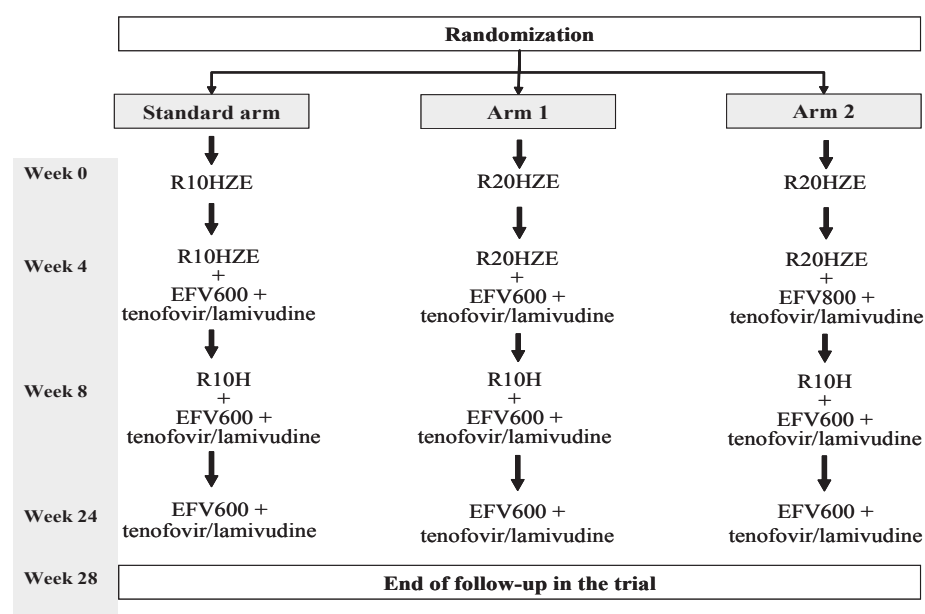 Randomization
Standard arm
Arm 1
Arm 2
Week 0
R10HZE
R20HZE
R20HZE
Week 4
R10HZE
+
EFV600 +
tenofovir/lamivudine
R20HZE
+
EFV600 +
tenofovir/lamivudine
R20HZE
+
EFV800 +
tenofovir/lamivudine
Week 8
R10H
+
EFV600 +
tenofovir/lamivudine
R10H
+
EFV600 +
tenofovir/lamivudine
R10H
+
EFV600 +
tenofovir/lamivudine
Week 24
EFV600 +
tenofovir/lamivudine
EFV600 +
tenofovir/lamivudine
EFV600 +
tenofovir/lamivudine
Week 28
End of follow-up in the trial